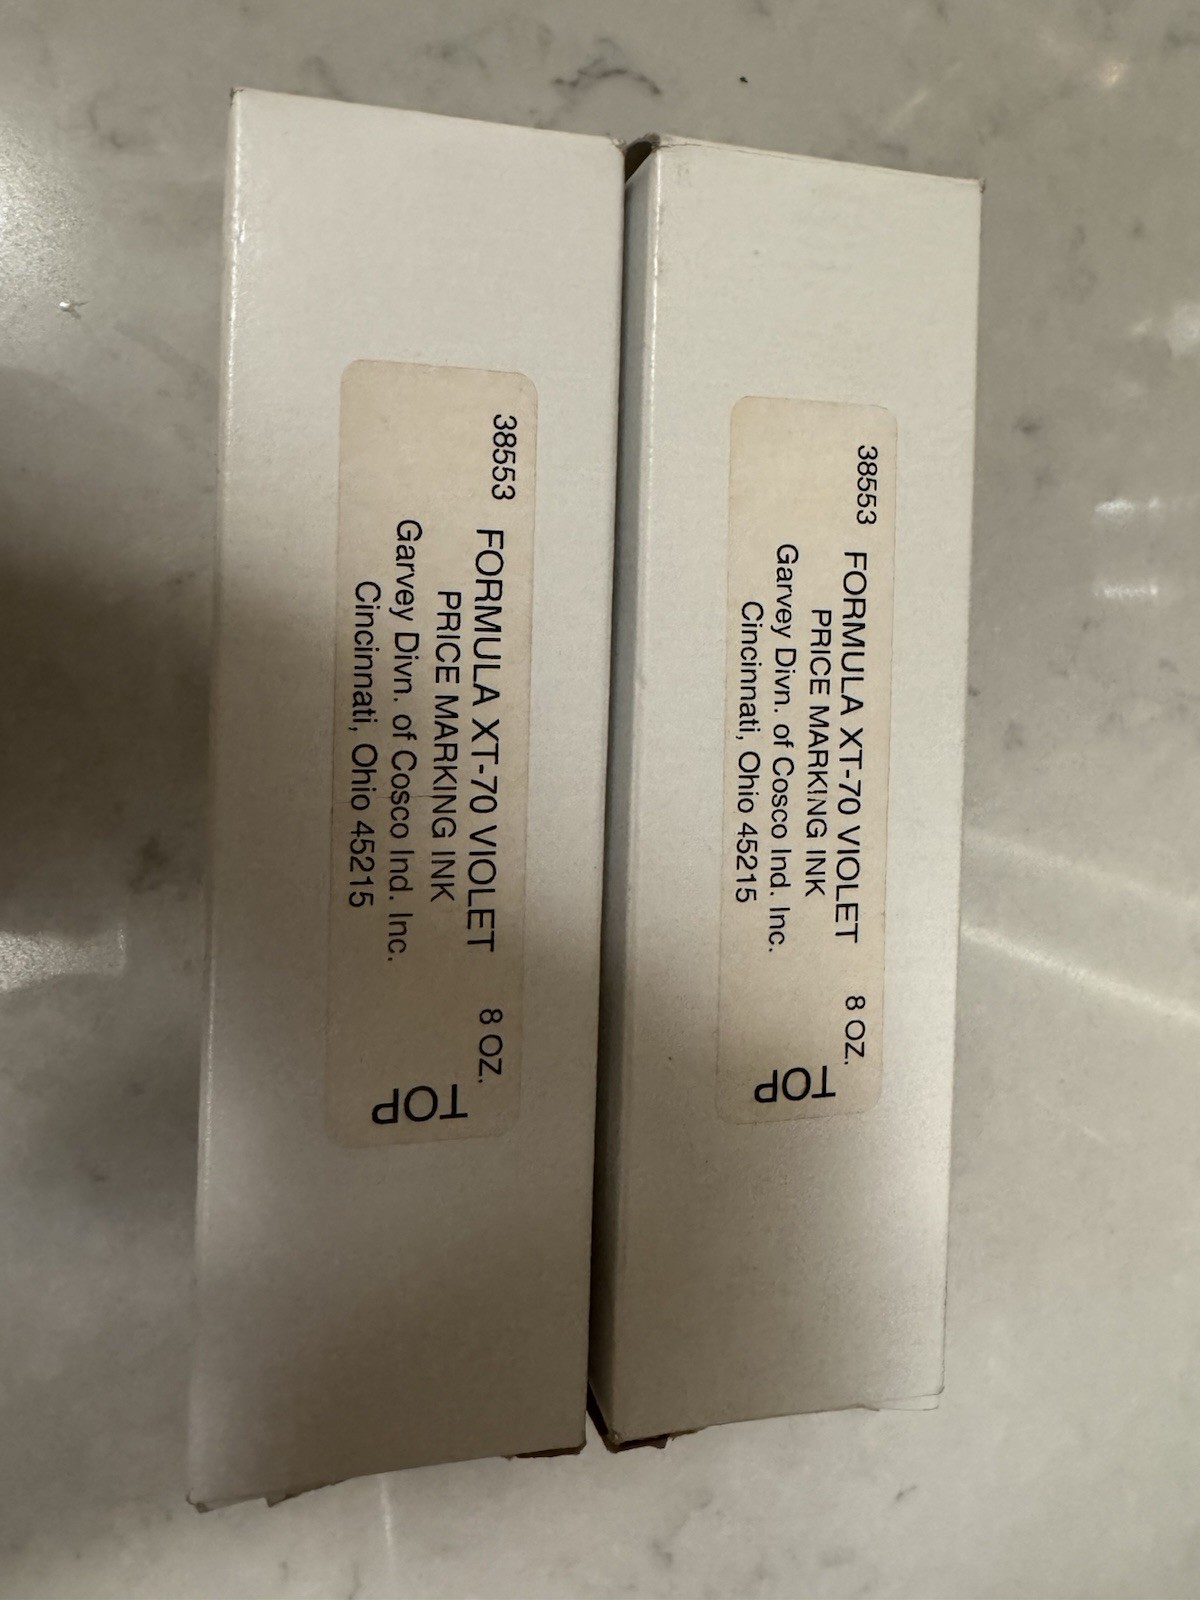 38553 FORMULA XT-70 VIOLET 8 OZ.
PRICE MARKING INK
Garvey Divn. of Cosco Ind. Inc.
Cincinnati, Ohio 45215
TOP
38553 FORMULA XT-70 VIOLET 8 OZ.
PRICE MARKING INK
Garvey Divn. of Cosco Ind. Inc.
Cincinnati, Ohio 45215
TOP